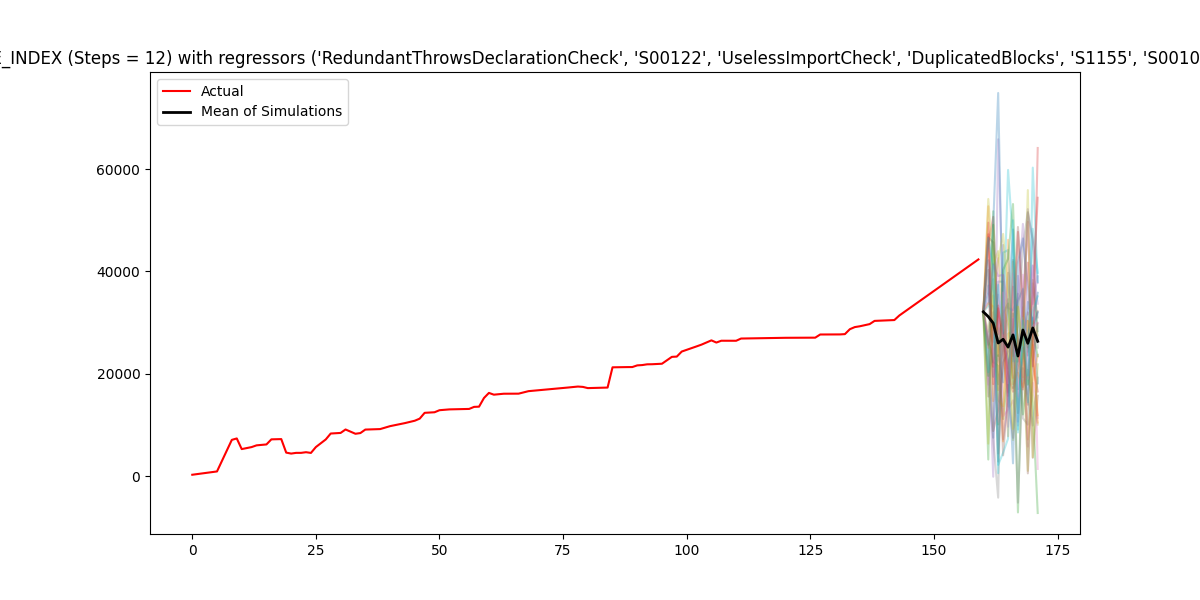 _INDEX (Steps = 12) with regressors ('RedundantThrowsDeclarationCheck', 'S00122', 'UselessImportCheck', 'DuplicatedBlocks', 'S1155', 'S0010
Actual
Mean of Simulations
60000
40000
20000
0
0 25 50 75 100 125 150 175